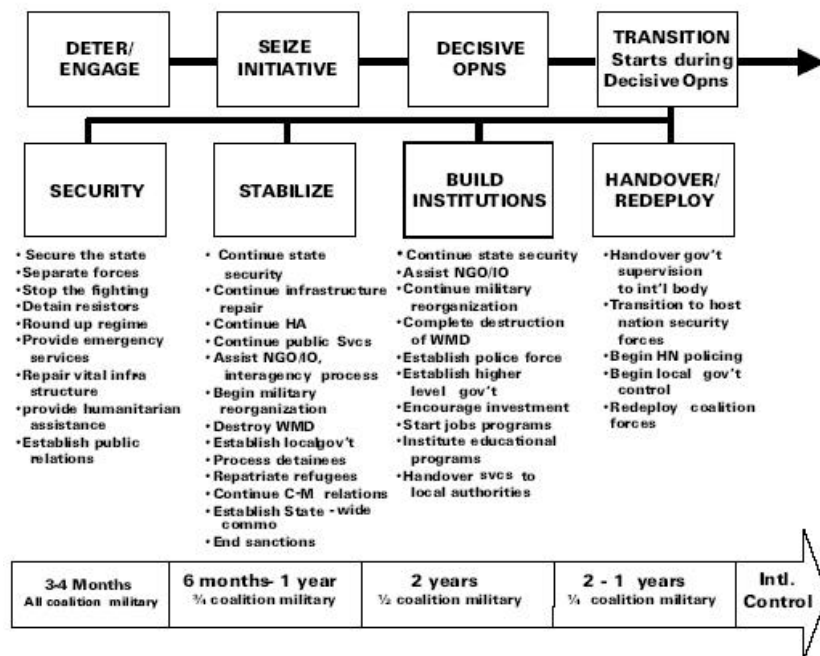 DETER/
ENGAGE
SEIZE
INITIATIVE
DECISIVE
OPNS
TRANSITION
Starts during
Decisive Opns
SECURITY
STABILIZE
BUILD
INSTITUTIONS
HANDOVER/
REDEPLOY
• Secure the state
• Separate forces
• Stop the fighting
• Detain resistors
• Round up regime
• Provide emergency
services
• Repair vital infra
structure
• provide humanitarian
assistance
• Establish public
relations
• Continue state
security
• Continue infrastructure
repair
• Continue HA
• Continue public Svcs
• Assist NGO/IO,
interagency process
• Begin military
reorganization
• Destroy WMD
• Establish localgov't
• Process detainees
• Repatriate refugees
• Continue C-M relations
• Establish State - wide
commo
• End sanctions
• Continue state security
• Assist NGO/IO
• Continue military
reorganization
• Complete destruction
of WMD
• Establish police force
• Establish higher
level gov't
• Encourage investment
• Start jobs programs
• Institute educational
programs
• Handover svcs to
local authorities
• Handover gov't
supervision
to int'l body
• Transition to host
nation security
forces
• Begin HN policing
• Begin local gov't
control
• Redeploy coalition
forces
3-4 Months
All coalition military
6 months- 1 year
¾ coalition military
2 years
½ coalition military
2 - 1 years
¼ coalition military
Intl.
Control